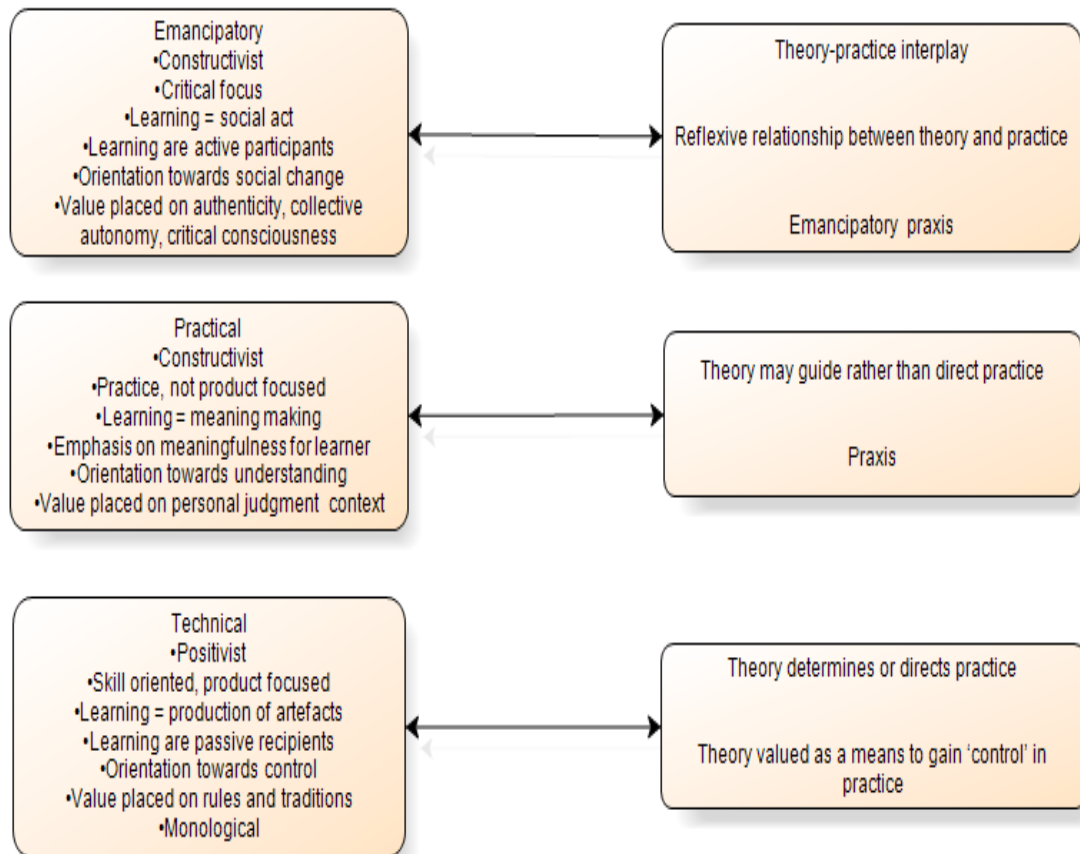 Emancipatory
•Constructivist
•Critical focus
•Learning = social act
•Learning are active participants
•Orientation towards social change
•Value placed on authenticity, collective
autonomy, critical consciousness
Theory-practice interplay
Reflexive relationship between theory and practice
Emancipatory praxis
Practical
•Constructivist
•Practice, not product focused
•Learning = meaning making
•Emphasis on meaningfulness for learner
•Orientation towards understanding
•Value placed on personal judgment context
Theory may guide rather than direct practice
Praxis
Technical
•Positivist
•Skill oriented, product focused
•Learning = production of artefacts
•Learning are passive recipients
•Orientation towards control
•Value placed on rules and traditions
•Monological
Theory determines or directs practice
Theory valued as a means to gain ‘control’ in
practice